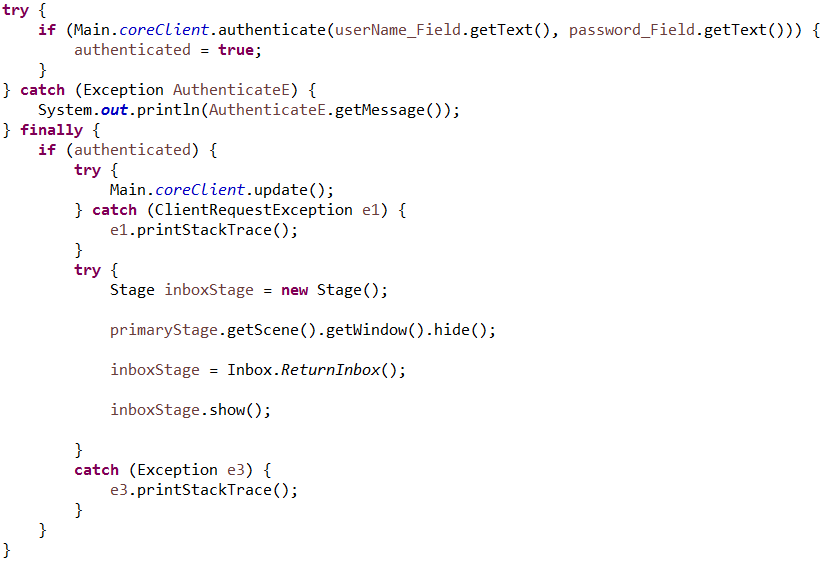 try {
    if (Main.coreClient.authenticate(userName_Field.getText(), password_Field.getText())) {
        authenticated = true;
    }
} catch (Exception AuthenticateE) {
    System.out.println(AuthenticateE.getMessage());
} finally {
    if (authenticated) {
        try {
            Main.coreClient.update();
        } catch (ClientRequestException e1) {
            e1.printStackTrace();
        }
        try {
            Stage inboxStage = new Stage();

            primaryStage.getScene().getWindow().hide();

            inboxStage = Inbox.ReturnInbox();

            inboxStage.show();

        }
        catch (Exception e3) {
            e3.printStackTrace();
        }
    }
}